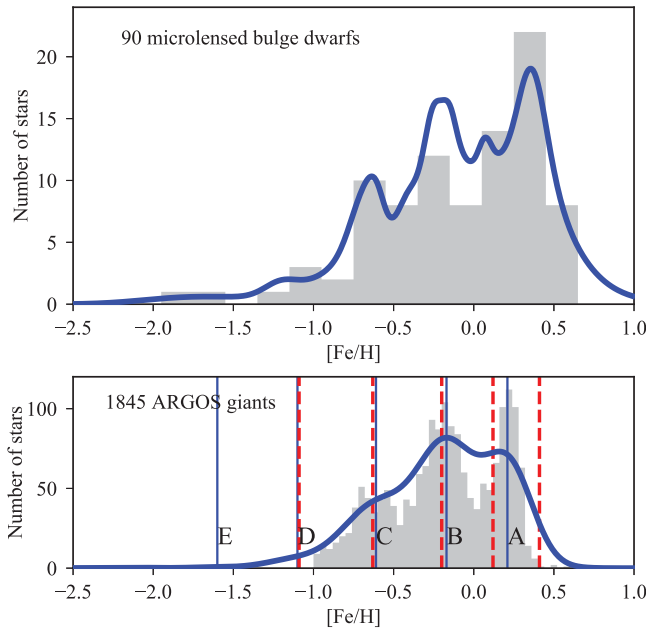 90 microlensed bulge dwarfs
Number of stars
20
15
10
5
0
−2.5 −2.0 −1.5 −1.0 −0.5 0.0 0.5 1.0
[Fe/H]
1845 ARGOS giants
Number of stars
100
50
0
E D C B A
−2.5 −2.0 −1.5 −1.0 −0.5 0.0 0.5 1.0
[Fe/H]